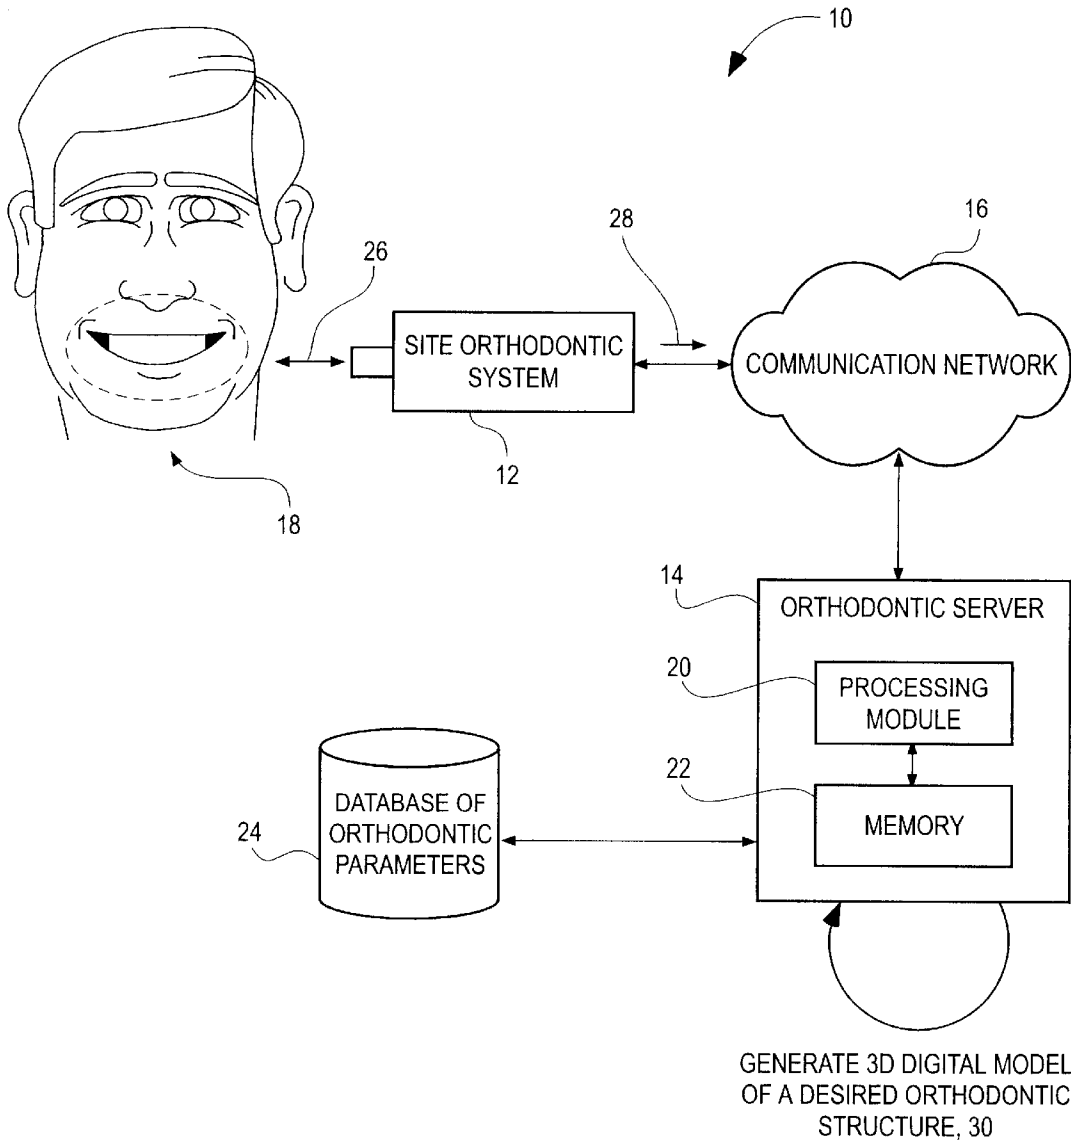 10
16
28
26
SITE ORTHODONTIC
SYSTEM
COMMUNICATION NETWORK
12
18
14
ORTHODONTIC SERVER
20
PROCESSING
MODULE
22
MEMORY
DATABASE OF
ORTHODONTIC
PARAMETERS
24
GENERATE 3D DIGITAL MODEL
OF A DESIRED ORTHODONTIC
STRUCTURE, 30